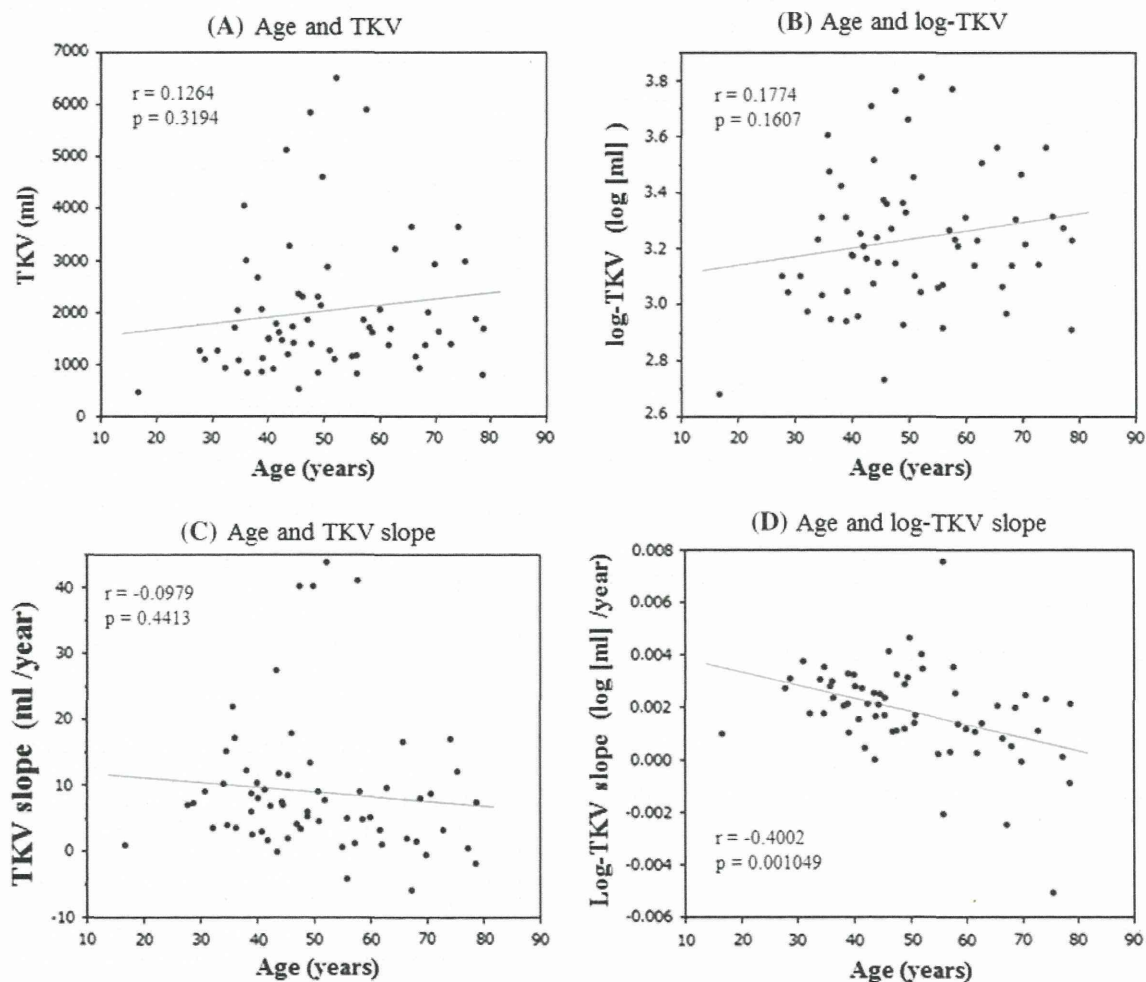 (A) Age and TKV
r = 0.1264
p = 0.3194
TKV (ml)
7000
6000
5000
4000
3000
2000
1000
0
10 20 30 40 50 60 70 80 90
Age (years)
(B) Age and log-TKV
r = 0.1774
p = 0.1607
log-TKV (log [ml] )
3.8
3.6
3.4
3.2
3.0
2.8
2.6
10 20 30 40 50 60 70 80 90
Age (years)
(C) Age and TKV slope
r = -0.0979
p = 0.4413
TKV slope (ml /year)
40
30
20
10
0
-10
10 20 30 40 50 60 70 80 90
Age (years)
(D) Age and log-TKV slope
r = -0.4002
p = 0.001049
Log-TKV slope (log [ml] /year)
0.008
0.006
0.004
0.002
0.000
-0.002
-0.004
-0.006
10 20 30 40 50 60 70 80 90
Age (years)